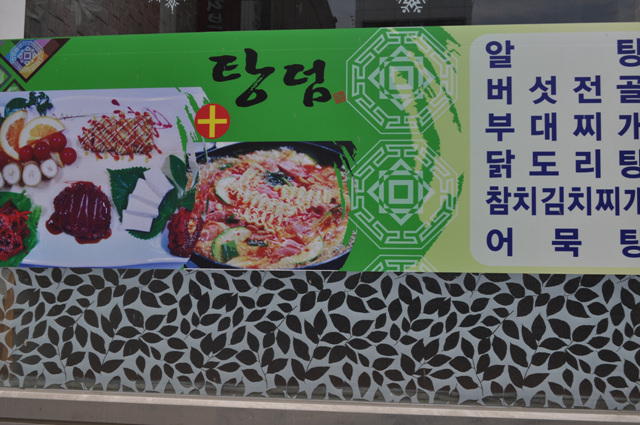 탕덤.
+
알 탕
버섯전골
부대찌개
닭도리탕
참치김치찌개
어묵탕